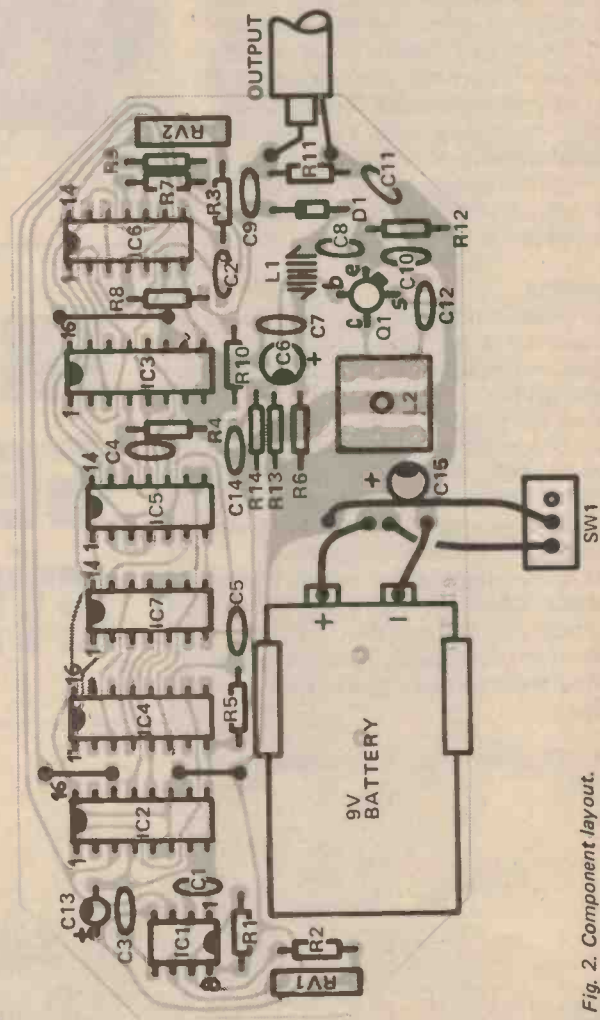 OUTPUT
RV2
R9
R7
14
IC6
R3
C9
R11
C11
D1
C8
R12
L1
C2
R8
16
1
IC3
R10
C7
C6
+
b
e
c
s
Q1
C10
C12
L2
C4
R4
C14
R14
R13
R6
14
1
IC5
+
C15
SW1
14
1
IC7
C5
+
–
16
1
IC4
R5
9V
BATTERY
16
1
IC2
C13
+
C3
C1
1
IC1
8
R1
R2
RV1
Fig. 2. Component layout.